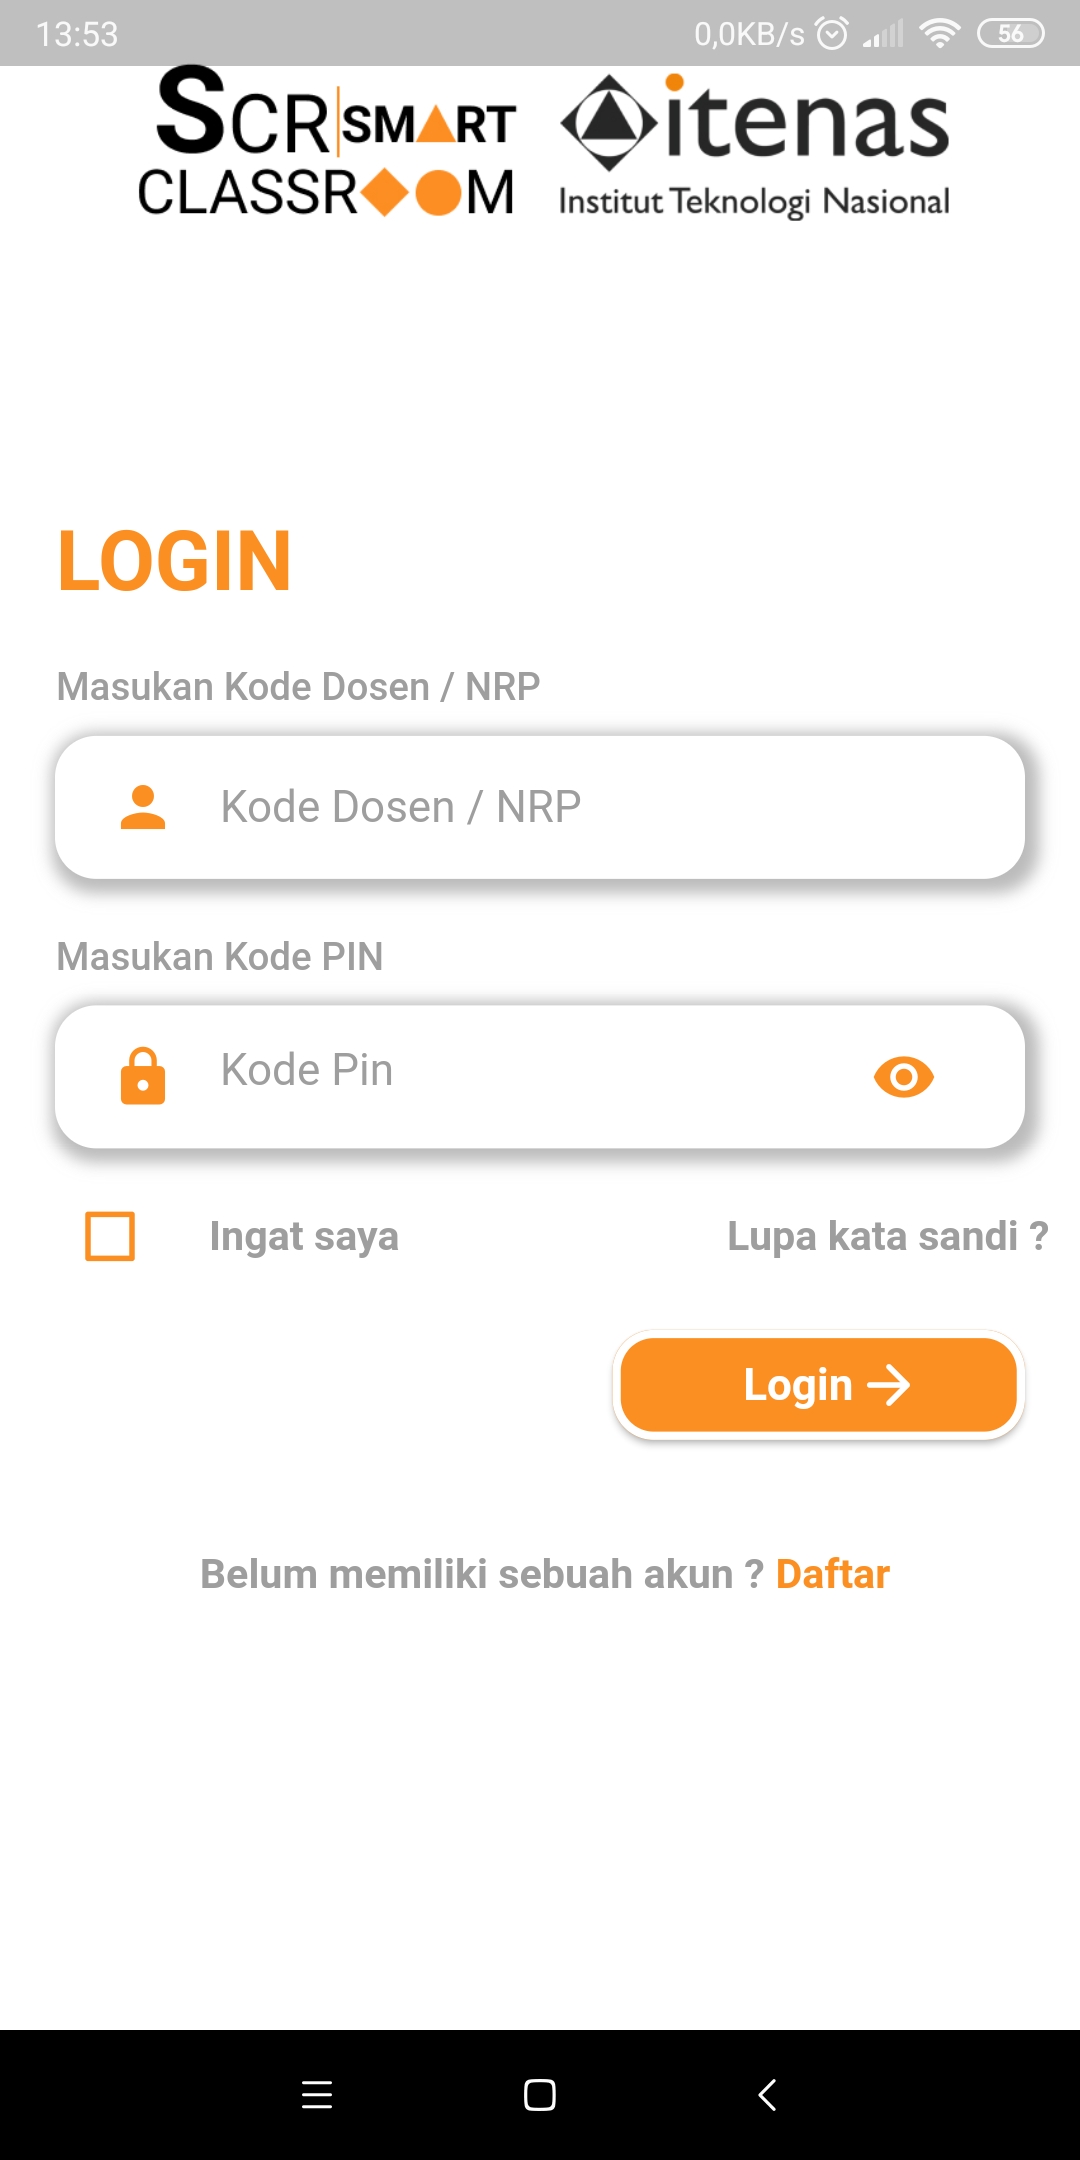 13:53 0,0KB/s 56
SCR SMART
CLASSROOM
itenas
Institut Teknologi Nasional
LOGIN
Masukan Kode Dosen / NRP
Kode Dosen / NRP
Masukan Kode PIN
Kode Pin
Ingat saya Lupa kata sandi ?
Login
Belum memiliki sebuah akun ? Daftar